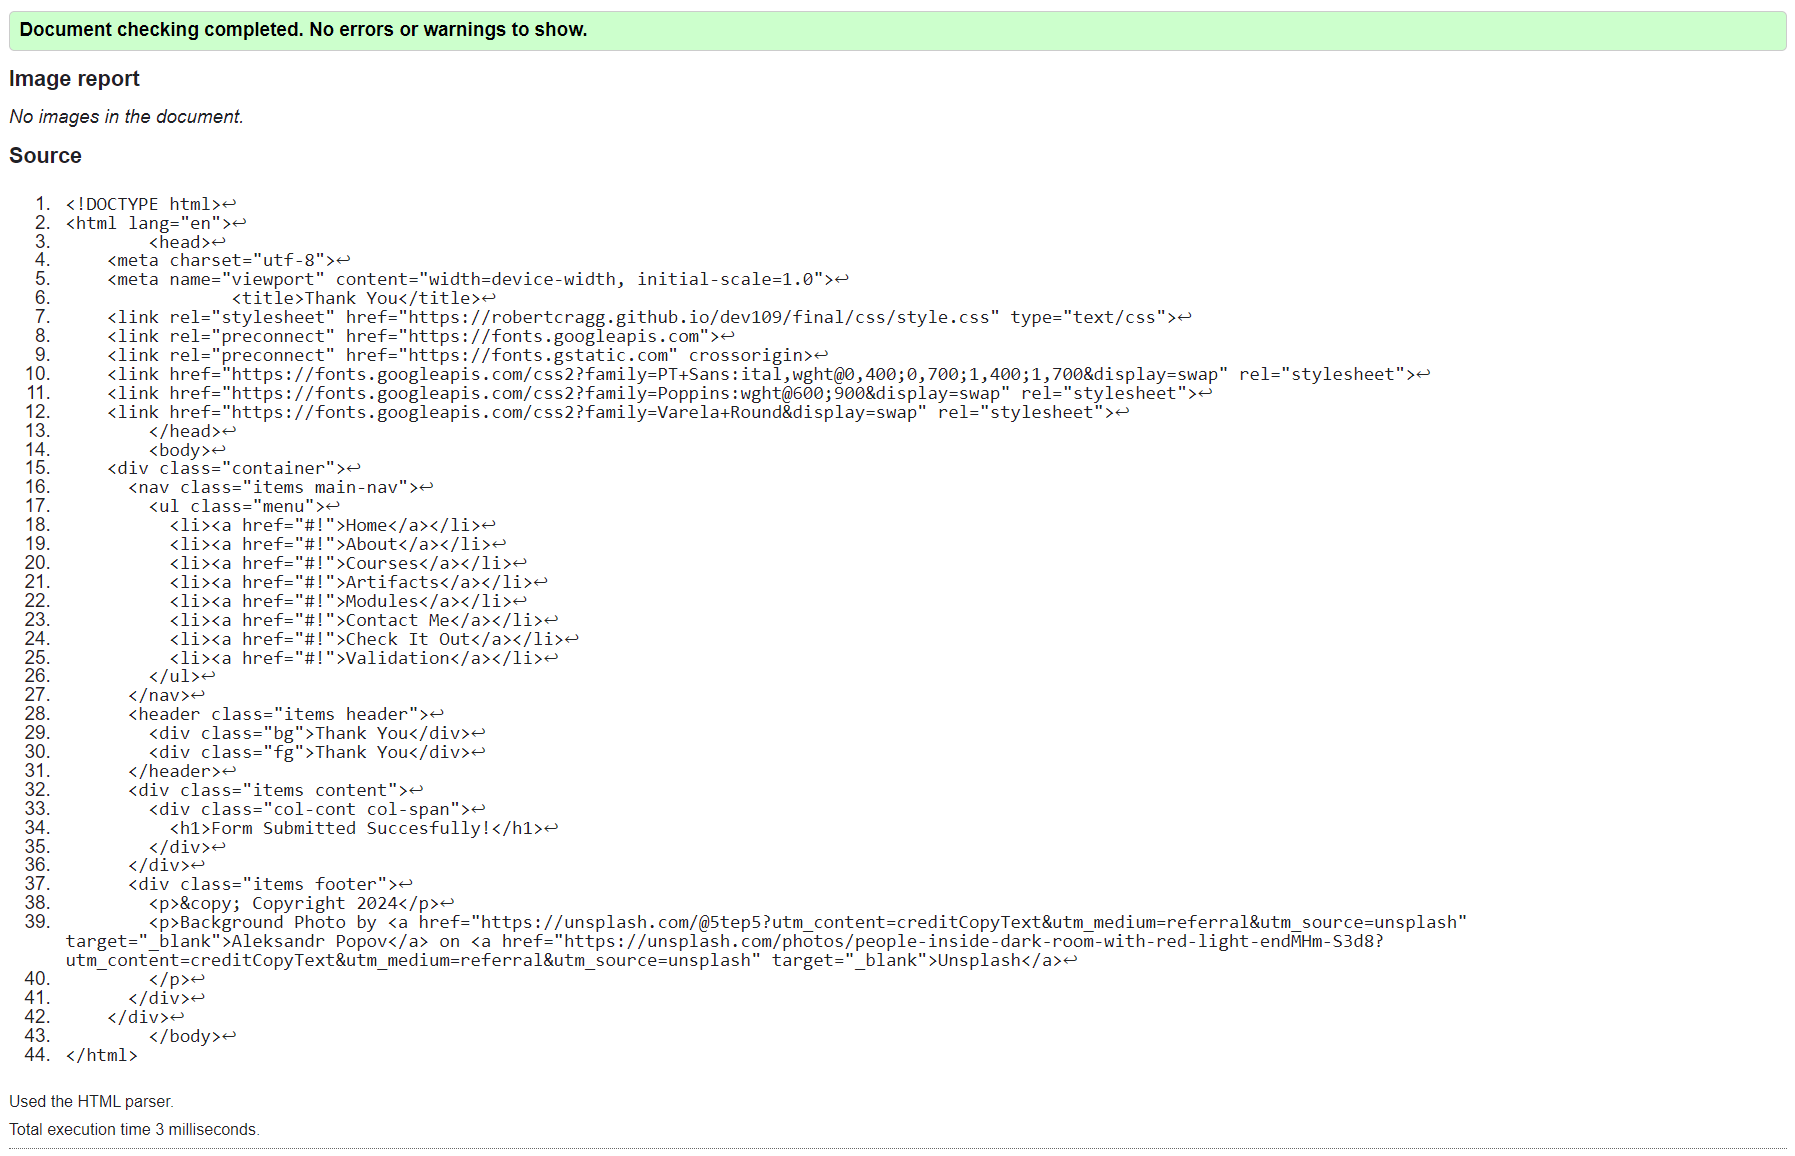 Document checking completed. No errors or warnings to show.
Image report
No images in the document.
Source
1. <!DOCTYPE html>↩
2. <html lang="en">↩
3.         <head>↩
4.     <meta charset="utf-8">↩
5.     <meta name="viewport" content="width=device-width, initial-scale=1.0">↩
6.                 <title>Thank You</title>↩
7.     <link rel="stylesheet" href="https://robertcragg.github.io/dev109/final/css/style.css" type="text/css">↩
8.     <link rel="preconnect" href="https://fonts.googleapis.com">↩
9.     <link rel="preconnect" href="https://fonts.gstatic.com" crossorigin>↩
10.     <link href="https://fonts.googleapis.com/css2?family=PT+Sans:ital,wght@0,400;0,700;1,400;1,700&display=swap" rel="stylesheet">↩
11.     <link href="https://fonts.googleapis.com/css2?family=Poppins:wght@600;900&display=swap" rel="stylesheet">↩
12.     <link href="https://fonts.googleapis.com/css2?family=Varela+Round&display=swap" rel="stylesheet">↩
13.         </head>↩
14.         <body>↩
15.     <div class="container">↩
16.       <nav class="items main-nav">↩
17.         <ul class="menu">↩
18.           <li><a href="#!">Home</a></li>↩
19.           <li><a href="#!">About</a></li>↩
20.           <li><a href="#!">Courses</a></li>↩
21.           <li><a href="#!">Artifacts</a></li>↩
22.           <li><a href="#!">Modules</a></li>↩
23.           <li><a href="#!">Contact Me</a></li>↩
24.           <li><a href="#!">Check It Out</a></li>↩
25.           <li><a href="#!">Validation</a></li>↩
26.         </ul>↩
27.       </nav>↩
28.       <header class="items header">↩
29.         <div class="bg">Thank You</div>↩
30.         <div class="fg">Thank You</div>↩
31.       </header>↩
32.       <div class="items content">↩
33.         <div class="col-cont col-span">↩
34.           <h1>Form Submitted Succesfully!</h1>↩
35.         </div>↩
36.       </div>↩
37.       <div class="items footer">↩
38.         <p>&copy; Copyright 2024</p>↩
39.         <p>Background Photo by <a href="https://unsplash.com/@5tep5?utm_content=creditCopyText&utm_medium=referral&utm_source=unsplash"
target="_blank">Aleksandr Popov</a> on <a href="https://unsplash.com/photos/people-inside-dark-room-with-red-light-endMHm-S3d8?
utm_content=creditCopyText&utm_medium=referral&utm_source=unsplash" target="_blank">Unsplash</a>↩
40.         </p>↩
41.       </div>↩
42.     </div>↩
43.         </body>↩
44. </html>
Used the HTML parser.
Total execution time 3 milliseconds.